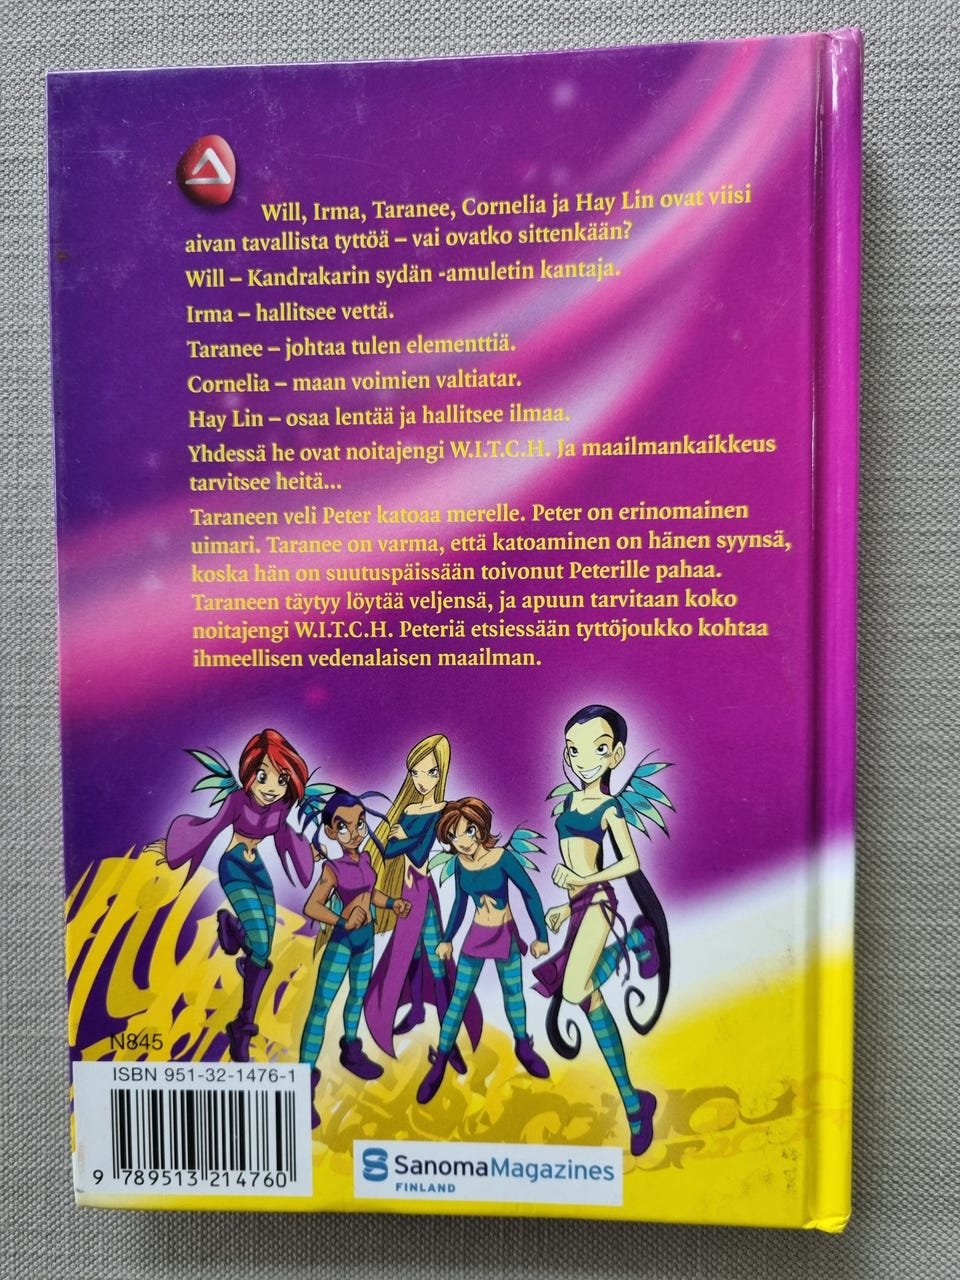 Will, Irma, Taranee, Cornelia ja Hay Lin ovat viisi
aivan tavallista tyttöä – vai ovatko sittenkään?
Will – Kandrakarin sydän -amuletin kantaja.
Irma – hallitsee vettä.
Taranee – johtaa tulen elementtiä.
Cornelia – maan voimien valtiatar.
Hay Lin – osaa lentää ja hallitsee ilmaa.
Yhdessä he ovat noitajengi W.I.T.C.H. Ja maailmankaikkeus
tarvitsee heitä...
Taraneen veli Peter katoaa merelle. Peter on erinomainen
uimari. Taranee on varma, että katoaminen on hänen syynsä,
koska hän on suutuspäissään toivonut Peterille pahaa.
Taraneen täytyy löytää veljensä, ja apuun tarvitaan koko
noitajengi W.I.T.C.H. Peteriä etsiessään tyttöjoukko kohtaa
ihmeellisen vedenalaisen maailman.
N845
ISBN 951-32-1476-1
9 789513 214760
SanomaMagazines
FINLAND